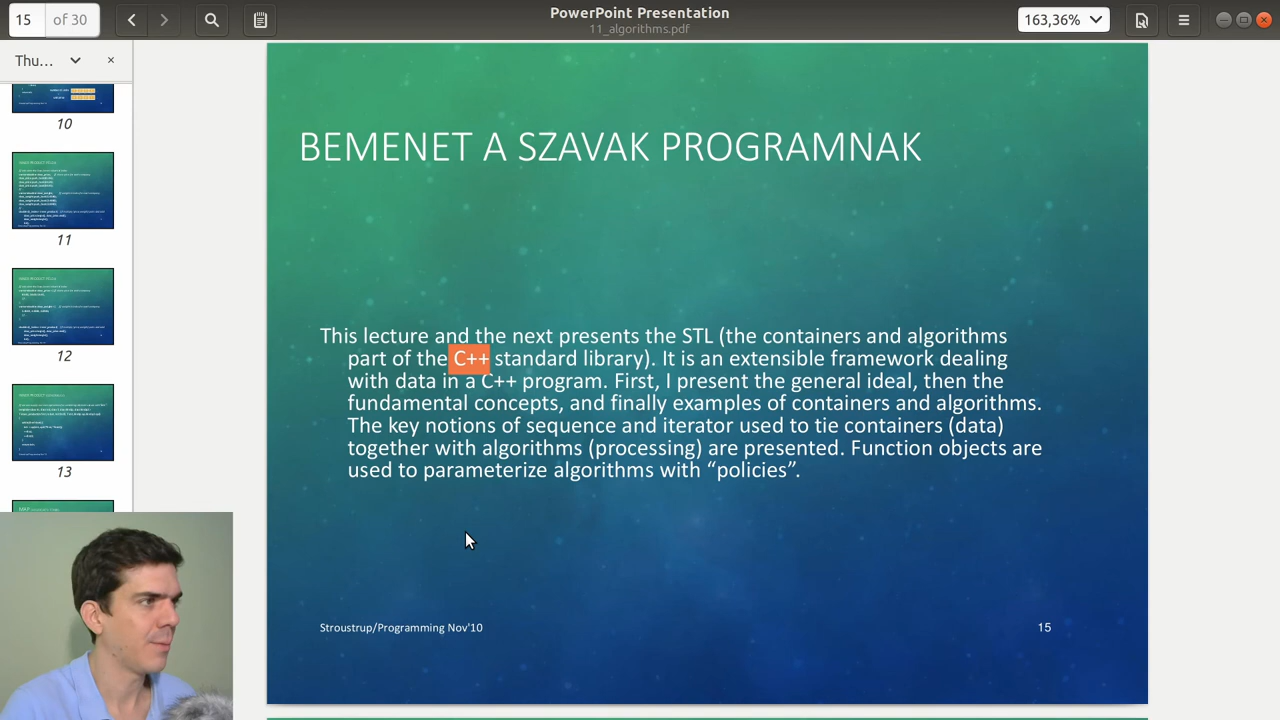 15
of 30
PowerPoint Presentation
11_algorithms.pdf
163,36%
Thu...
10
11
12
13
BEMENET A SZAVAK PROGRAMNAK
This lecture and the next presents the STL (the containers and algorithms
part of the C++ standard library). It is an extensible framework dealing
with data in a C++ program. First, I present the general ideal, then the
fundamental concepts, and finally examples of containers and algorithms.
The key notions of sequence and iterator used to tie containers (data)
together with algorithms (processing) are presented. Function objects are
used to parameterize algorithms with “policies”.
Stroustrup/Programming Nov'10
15